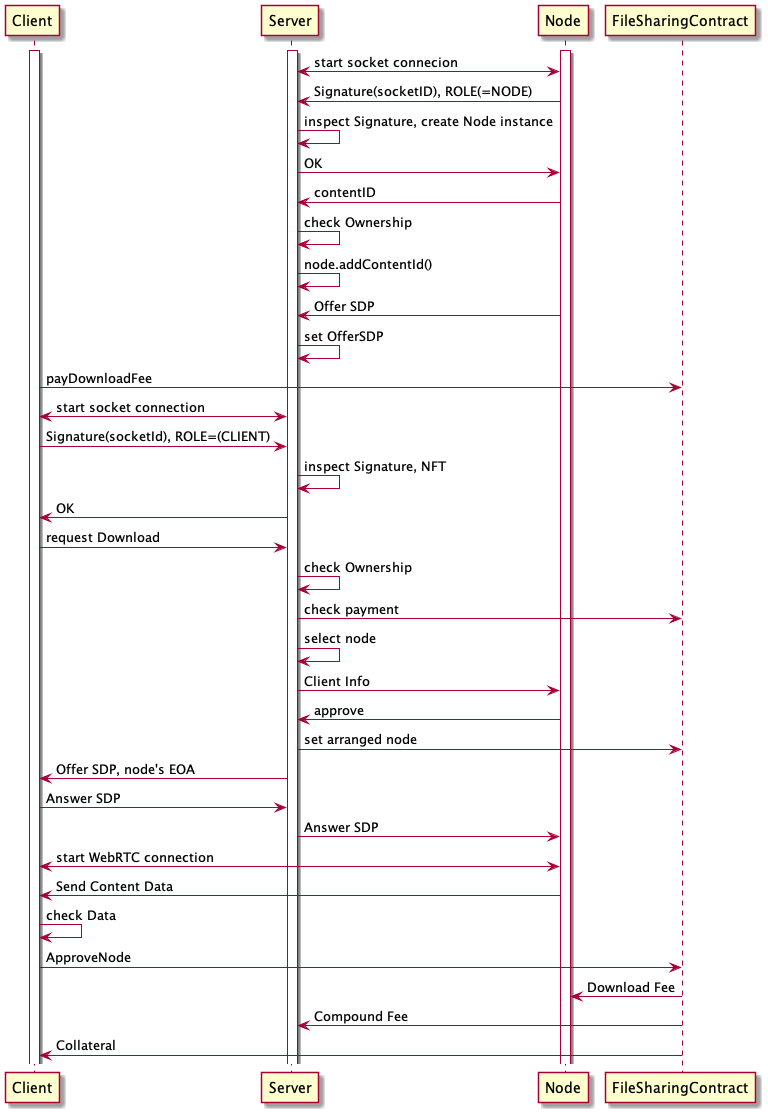 Client
Server
Node
FileSharingContract
start socket connecion
Signature(socketID), ROLE(=NODE)
inspect Signature, create Node instance
OK
contentID
check Ownership
node.addContentId()
Offer SDP
set OfferSDP
payDownloadFee
start socket connection
Signature(socketId), ROLE=(CLIENT)
inspect Signature, NFT
OK
request Download
check Ownership
check payment
select node
Client Info
approve
set arranged node
Offer SDP, node's EOA
Answer SDP
Answer SDP
start WebRTC connection
Send Content Data
check Data
ApproveNode
Download Fee
Compound Fee
Collateral
Client
Server
Node
FileSharingContract